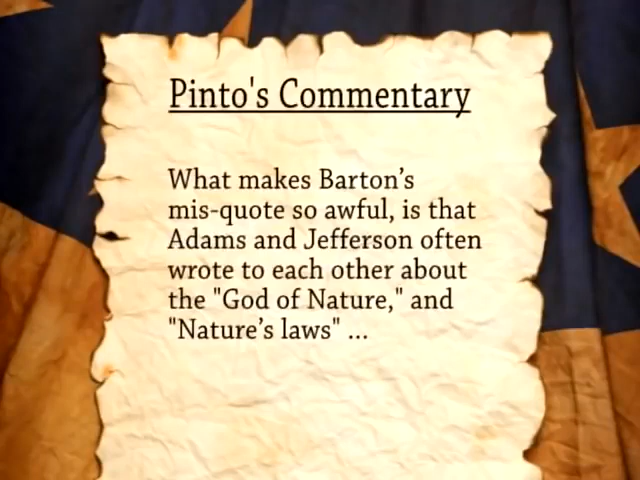 Pinto's Commentary
What makes Barton’s
mis-quote so awful, is that
Adams and Jefferson often
wrote to each other about
the "God of Nature," and
"Nature’s laws" ...